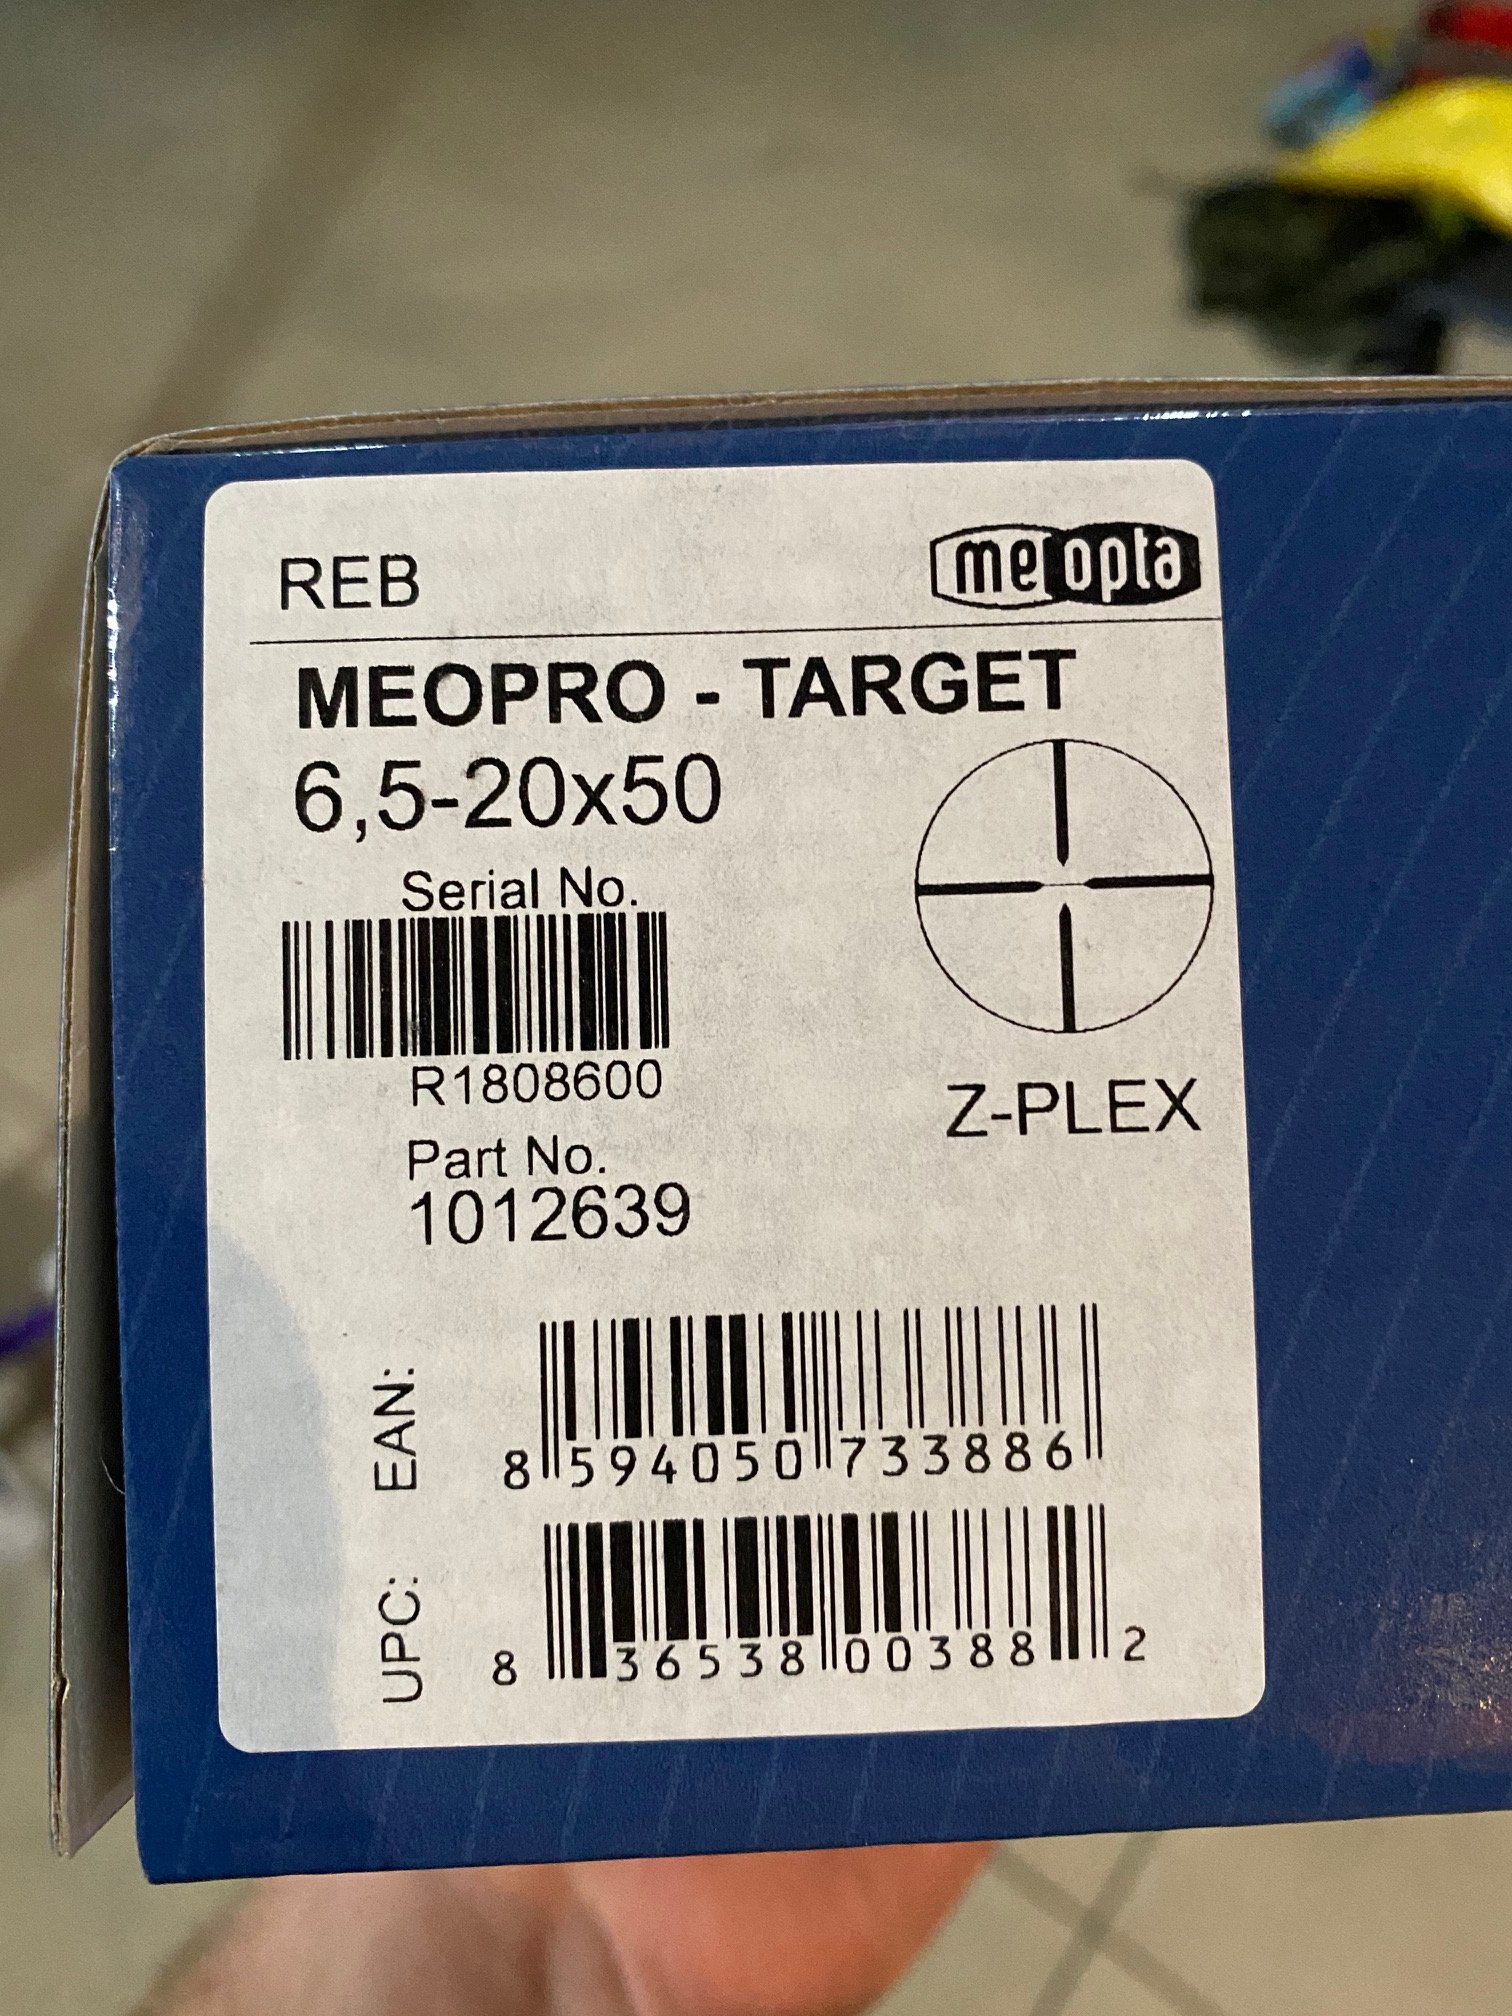 REB
meopta
MEOPRO - TARGET
6,5-20x50
Serial No.
R1808600
Z-PLEX
Part No.
1012639
EAN:
8 594050 733886
UPC:
8 36538 00388 2